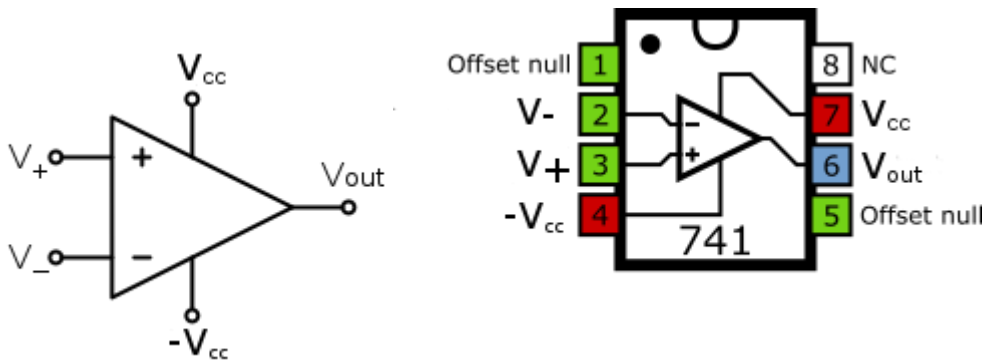 Vcc
V+
+
Vout
V_
−
-Vcc
Offset null 1
V- 2
V+ 3
-Vcc 4
8 NC
7 Vcc
6 Vout
5 Offset null
−
+
741